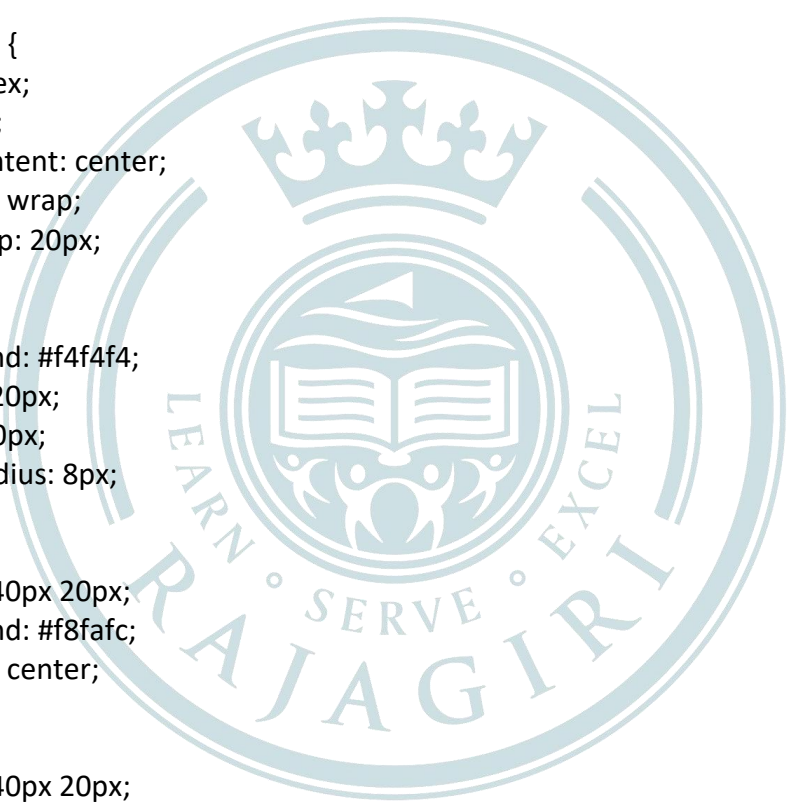 {
ex;
;
ntent: center;
wrap;
p: 20px;
nd: #f4f4f4;
20px;
0px;
dius: 8px;
40px 20px;
nd: #f8fafc;
center;
40px 20px;
LEARN ° SERVE ° EXCEL
RAJAGIRI